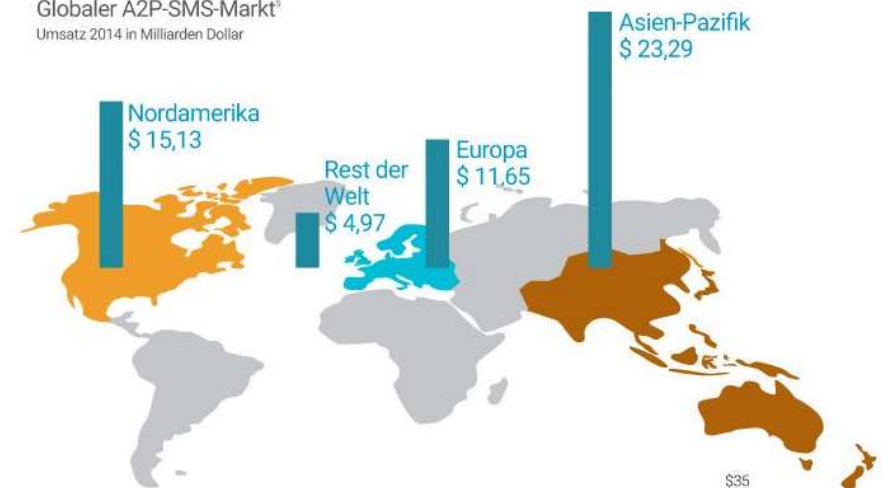 Globaler A2P-SMS-Markt⁵
Umsatz 2014 in Milliarden Dollar
Asien-Pazifik
$ 23,29
Nordamerika
$ 15,13
Europa
$ 11,65
Rest der
Welt
$ 4,97
$35